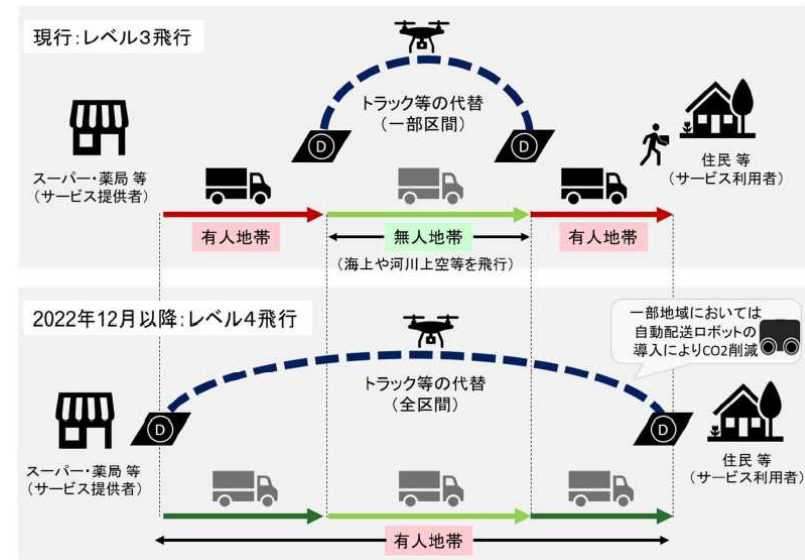 現行：レベル3飛行
トラック等の代替
（一部区間）
D
D
スーパー・薬局 等
（サービス提供者）
住民 等
（サービス利用者）
有人地帯
無人地帯
有人地帯
（海上や河川上空等を飛行）
2022年12月以降：レベル4飛行
一部地域においては
自動配送ロボットの
導入によりCO2削減
トラック等の代替
（全区間）
D
D
スーパー・薬局 等
（サービス提供者）
住民 等
（サービス利用者）
有人地帯